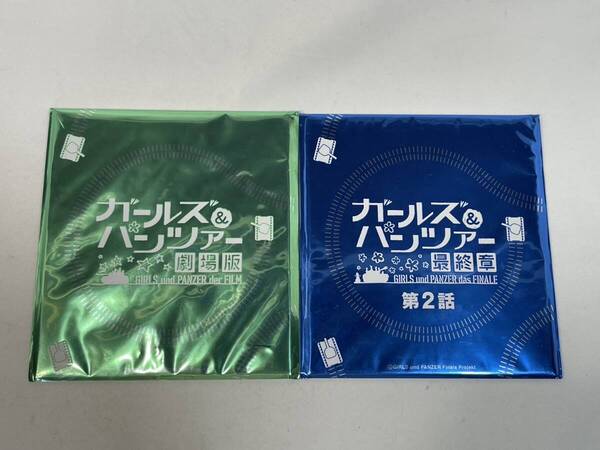 ガールズ&
パンツァー
劇場版
GIRLS und PANZER der FILM
ガールズ&
パンツァー
最終章
GIRLS und PANZER das FINALE
第2話
©GIRLS und PANZER Finale Projekt